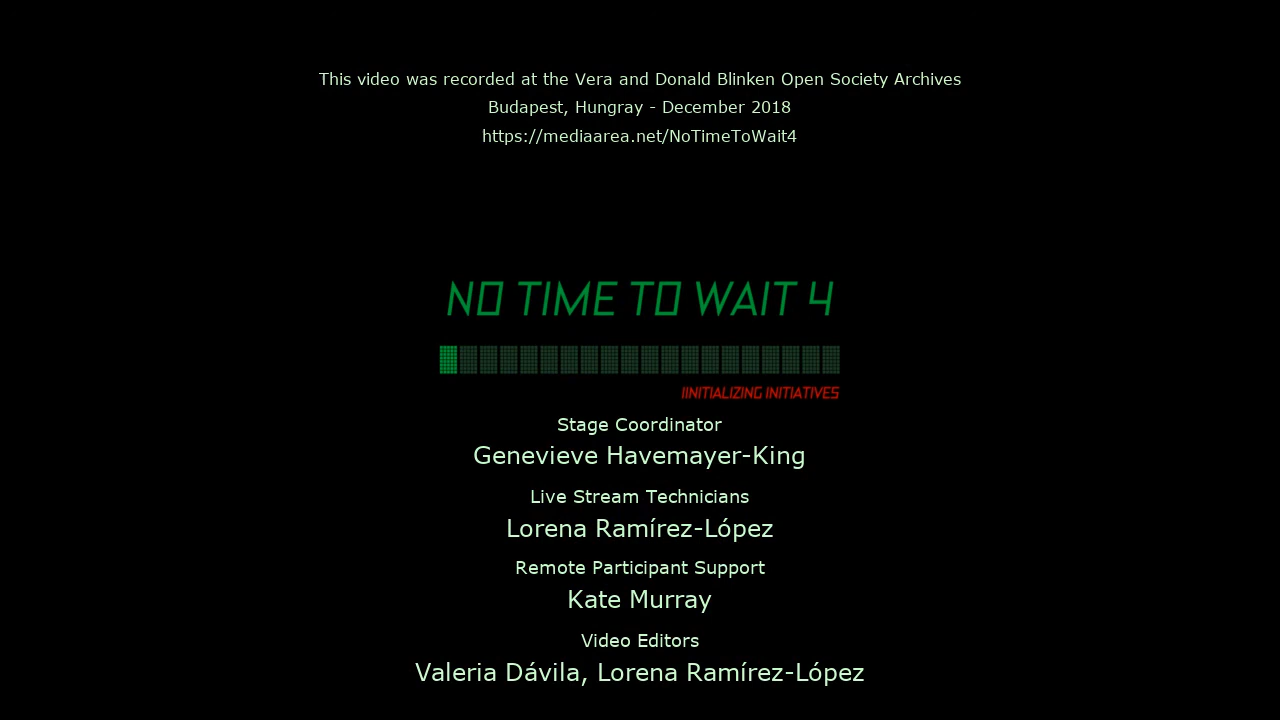 This video was recorded at the Vera and Donald Blinken Open Society Archives
Budapest, Hungray - December 2018
https://mediaarea.net/NoTimeToWait4
NO TIME TO WAIT 4
IINITIALIZING INITIATIVES
Stage Coordinator
Genevieve Havemayer-King
Live Stream Technicians
Lorena Ramírez-López
Remote Participant Support
Kate Murray
Video Editors
Valeria Dávila, Lorena Ramírez-López